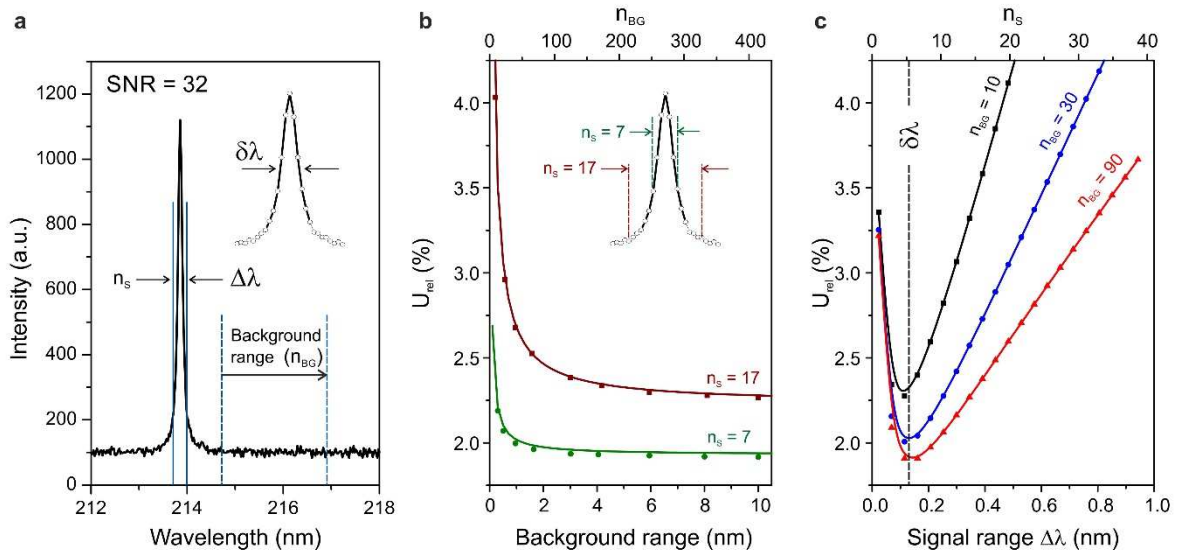 a
SNR = 32
1200
1000
800
600
400
200
0
Intensity (a.u.)
δλ
n_S
Δλ
Background
range (n_BG)
212
214
216
218
Wavelength (nm)
b
n_BG
0
100
200
300
400
4.0
3.5
3.0
2.5
2.0
U_rel (%)
n_S = 7
n_S = 17
n_S = 17
n_S = 7
0
2
4
6
8
10
Background range (nm)
c
n_S
0
10
20
30
40
4.0
3.5
3.0
2.5
2.0
U_rel (%)
δλ
n_BG = 10
n_BG = 30
n_BG = 90
0.0
0.2
0.4
0.6
0.8
1.0
Signal range Δλ (nm)